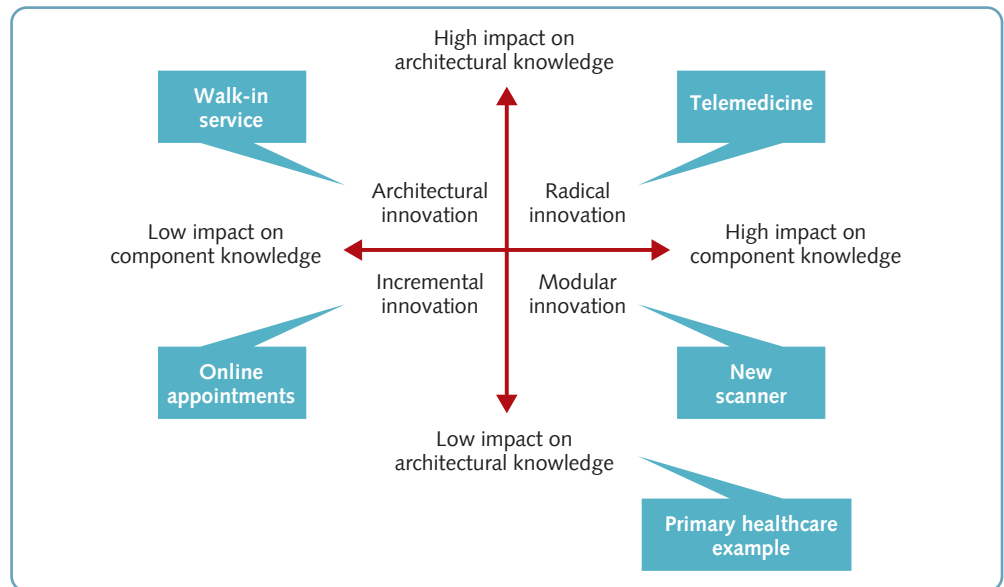 High impact on
architectural knowledge
Walk-in
service
Telemedicine
Architectural
innovation
Radical
innovation
Low impact on
component knowledge
High impact on
component knowledge
Incremental
innovation
Modular
innovation
Online
appointments
New
scanner
Low impact on
architectural knowledge
Primary healthcare
example